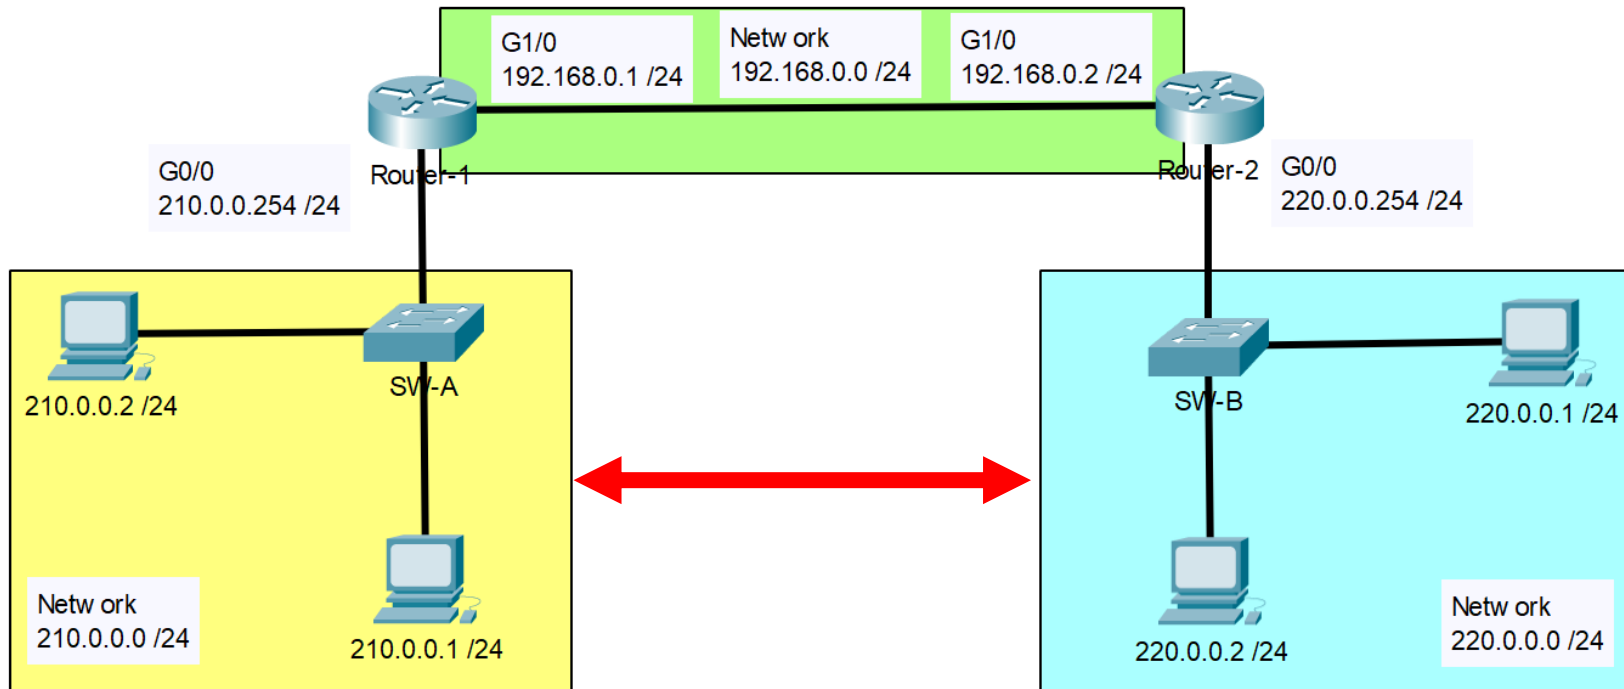 G1/0
192.168.0.1 /24
Netw ork
192.168.0.0 /24
G1/0
192.168.0.2 /24
Router-1
Router-2
G0/0
210.0.0.254 /24
G0/0
220.0.0.254 /24
SW-A
210.0.0.2 /24
210.0.0.1 /24
Netw ork
210.0.0.0 /24
SW-B
220.0.0.1 /24
220.0.0.2 /24
Netw ork
220.0.0.0 /24